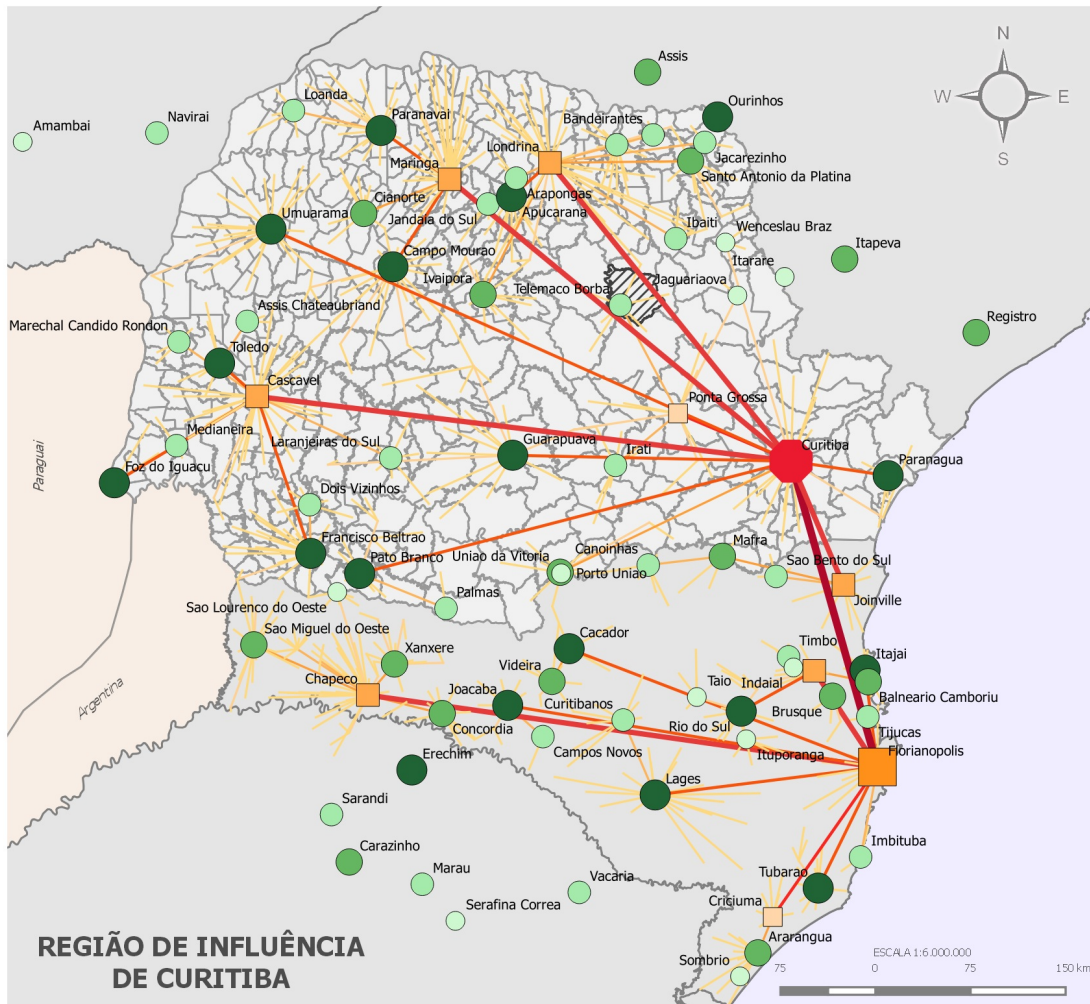 N
W
E
S
Assis
Loanda
Ourinhos
Paranavai
Navirai
Bandeirantes
Amambai
Londrina
Jacarezinho
Maringa
Santo Antonio da Platina
Cianorte
Arapongas
Jandaia do Sul
Apucarana
Umuarama
Ibaiti
Wenceslau Braz
Campo Mourao
Itapeva
Itarare
Ivaipora
Jaguariaova
Telemaco Borba
Assis Chateaubriand
Registro
Marechal Candido Rondon
Toledo
Cascavel
Ponta Grossa
Medianeira
Laranjeiras do Sul
Guarapuava
Irati
Curitiba
Paraguai
Paranagua
Foz do Iguacu
Dois Vizinhos
Francisco Beltrao
Mafra
Uniao da Vitoria
Canoinhas
Pato Branco
Sao Bento do Sul
Porto Uniao
Palmas
Joinville
Sao Lourenco do Oeste
Sao Miguel do Oeste
Cacador
Timbo
Xanxere
Itajai
Videira
Argentina
Chapeco
Joacaba
Taio
Indaial
Balneario Camboriu
Curitibanos
Brusque
Concordia
Rio do Sul
Tijucas
Campos Novos
Ituporanga
Florianopolis
Erechim
Lages
Sarandi
Carazinho
Imbituba
Marau
Vacaria
Tubarao
Serafina Correa
Criciuma
Ararangua
Sombrio
REGIÃO DE INFLUÊNCIA
DE CURITIBA
ESCALA 1:6.000.000
75
0
75
150 km